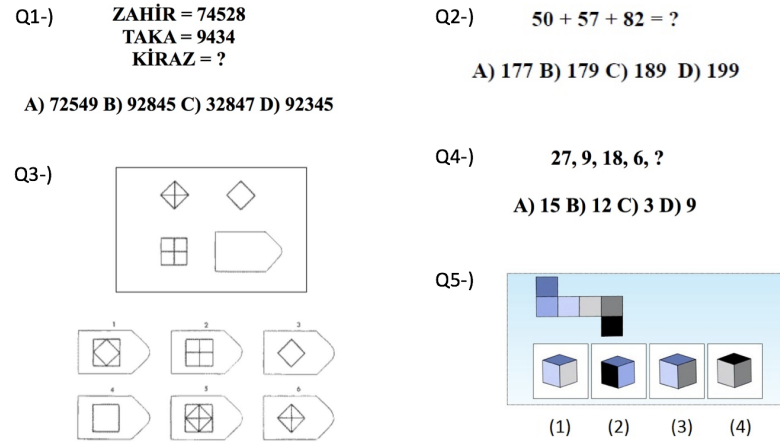 Q1-)
ZAHİR = 74528
TAKA = 9434
KİRAZ = ?
A) 72549 B) 92845 C) 32847 D) 92345
Q2-)
50 + 57 + 82 = ?
A) 177 B) 179 C) 189 D) 199
Q3-)
1 2 3
4 5 6
Q4-)
27, 9, 18, 6, ?
A) 15 B) 12 C) 3 D) 9
Q5-)
(1) (2) (3) (4)